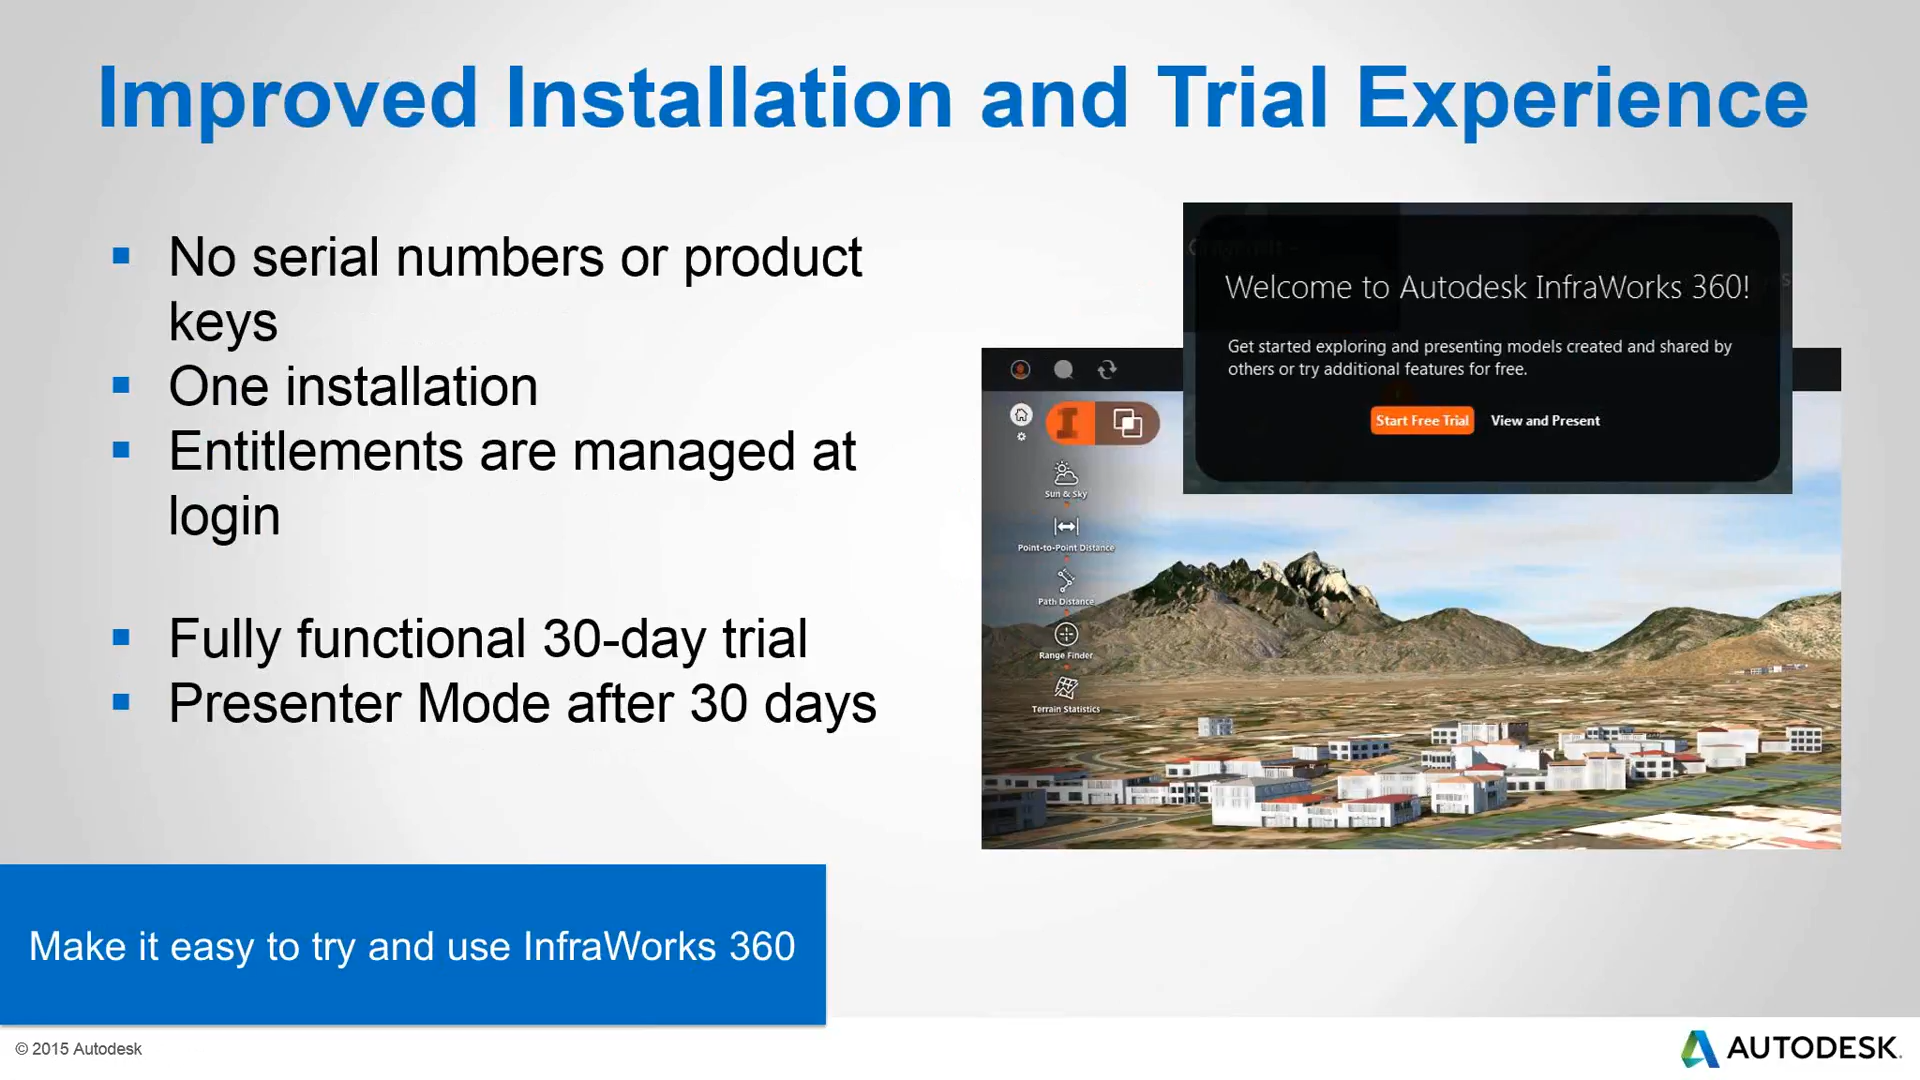 Improved Installation and Trial Experience
▪ No serial numbers or product
keys
▪ One installation
▪ Entitlements are managed at
login
▪ Fully functional 30-day trial
▪ Presenter Mode after 30 days
Welcome to Autodesk InfraWorks 360!
Get started exploring and presenting models created and shared by
others or try additional features for free.
Start Free Trial View and Present
Sun & Sky
Point-to-Point Distance
Path Distance
Range Finder
Terrain Statistics
Make it easy to try and use InfraWorks 360
© 2015 Autodesk
AUTODESK.